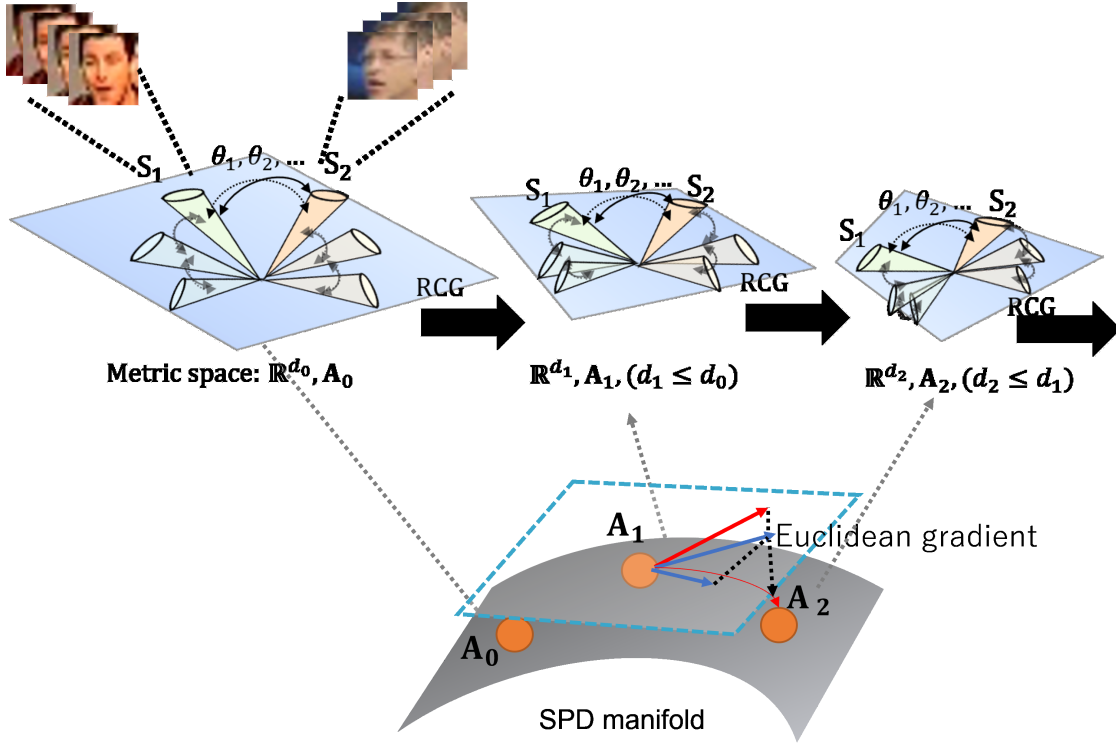 S₁ θ₁, θ₂, ... S₂
S₁ θ₁, θ₂, ... S₂
S₁ θ₁, θ₂, ... S₂
RCG
RCG
RCG
Metric space: ℝ^{d₀}, A₀
ℝ^{d₁}, A₁, (d₁ ≤ d₀)
ℝ^{d₂}, A₂, (d₂ ≤ d₁)
A₁
Euclidean gradient
A₂
A₀
SPD manifold